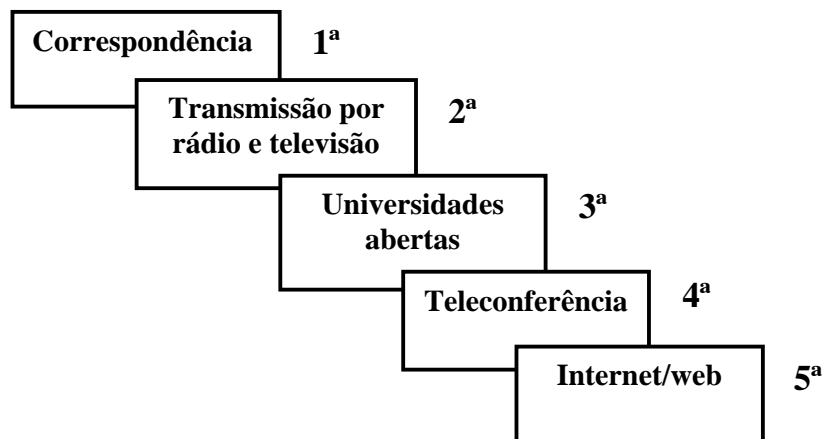 Correspondência 1ª
Transmissão por
rádio e televisão 2ª
Universidades
abertas 3ª
Teleconferência 4ª
Internet/web 5ª